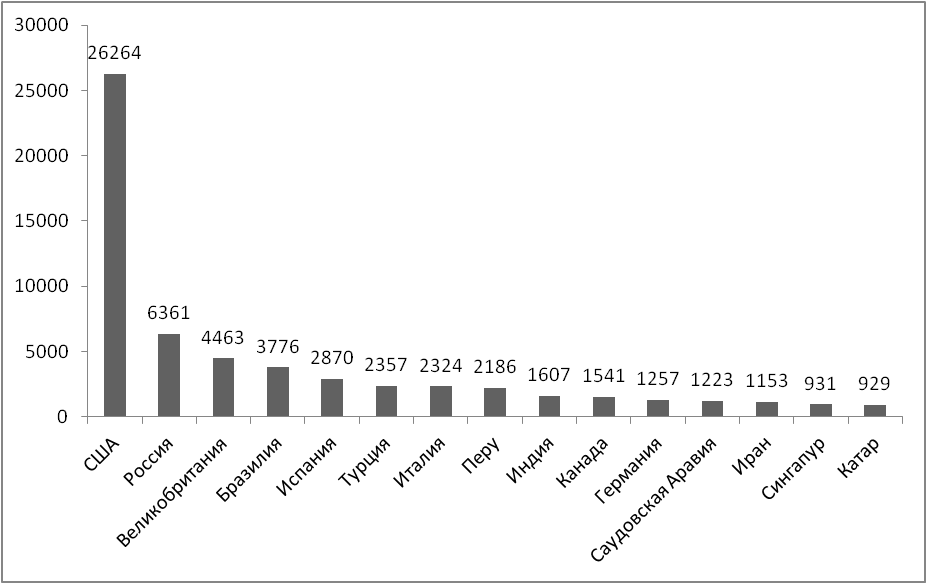 30000
25000
20000
15000
10000
5000
0
26264
6361
4463
3776
2870
2357
2324
2186
1607
1541
1257
1223
1153
931
929
США
Россия
Великобритания
Бразилия
Испания
Турция
Италия
Перу
Индия
Канада
Германия
Саудовская Аравия
Иран
Сингапур
Катар